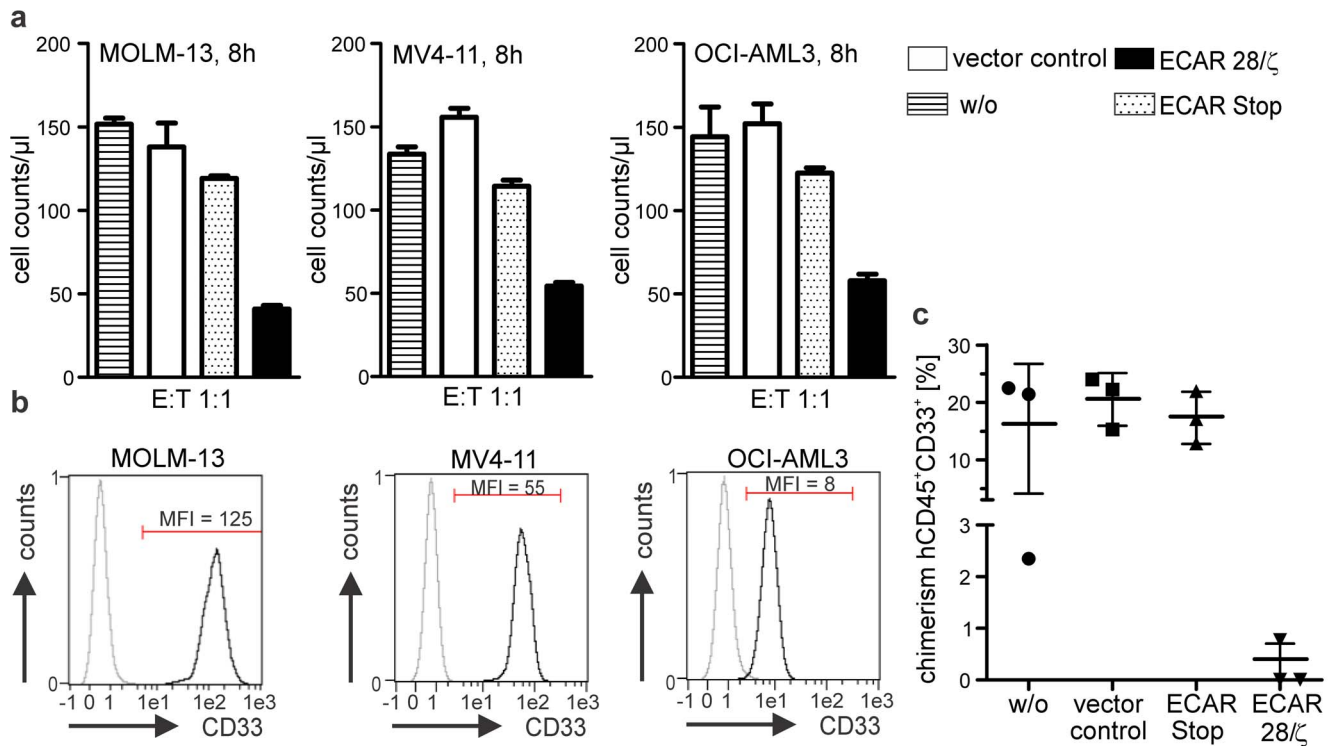 a
MOLM-13, 8h
cell counts/µl
200
150
100
50
0
E:T 1:1
MV4-11, 8h
cell counts/µl
200
150
100
50
0
E:T 1:1
OCI-AML3, 8h
cell counts/µl
200
150
100
50
0
E:T 1:1
vector control
ECAR 28/ζ
w/o
ECAR Stop
b
MOLM-13
MFI = 125
counts
1
0
-1 0 1 1e1 1e2 1e3
CD33
MV4-11
MFI = 55
counts
1
0
-1 0 1 1e1 1e2 1e3
CD33
OCI-AML3
MFI = 8
counts
1
0
-1 0 1 1e1 1e2 1e3
CD33
c
chimerism hCD45⁺CD33⁺ [%]
30
20
10
3
2
1
0
w/o
vector
control
ECAR
Stop
ECAR
28/ζ